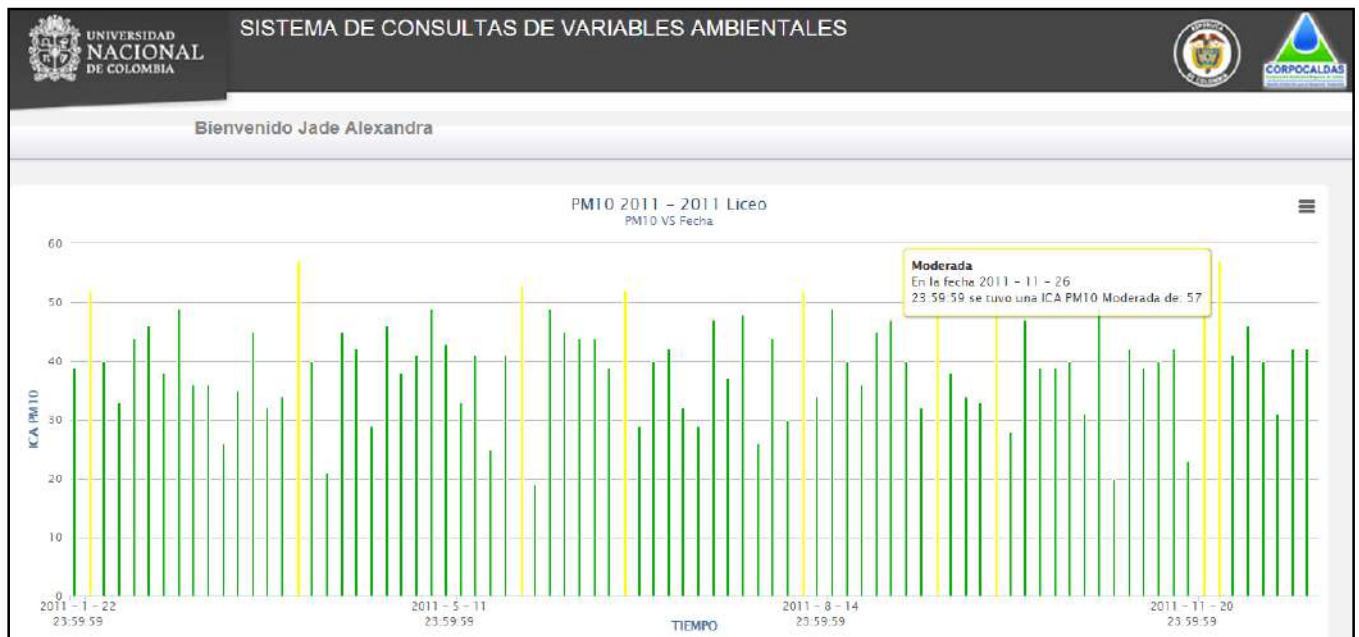 UNIVERSIDAD
NACIONAL
DE COLOMBIA
SISTEMA DE CONSULTAS DE VARIABLES AMBIENTALES
CORPOCALDAS
Bienvenido Jade Alexandra
PM10 2011 - 2011 Liceo
PM10 VS Fecha
Moderada
En la fecha 2011 - 11 - 26
23:59:59 se tuvo una ICA PM10 Moderada de: 57
ICA PM10
60
50
40
30
20
10
0
2011 - 1 - 22
23:59:59
2011 - 5 - 11
23:59:59
2011 - 8 - 14
23:59:59
2011 - 11 - 20
23:59:59
TIEMPO